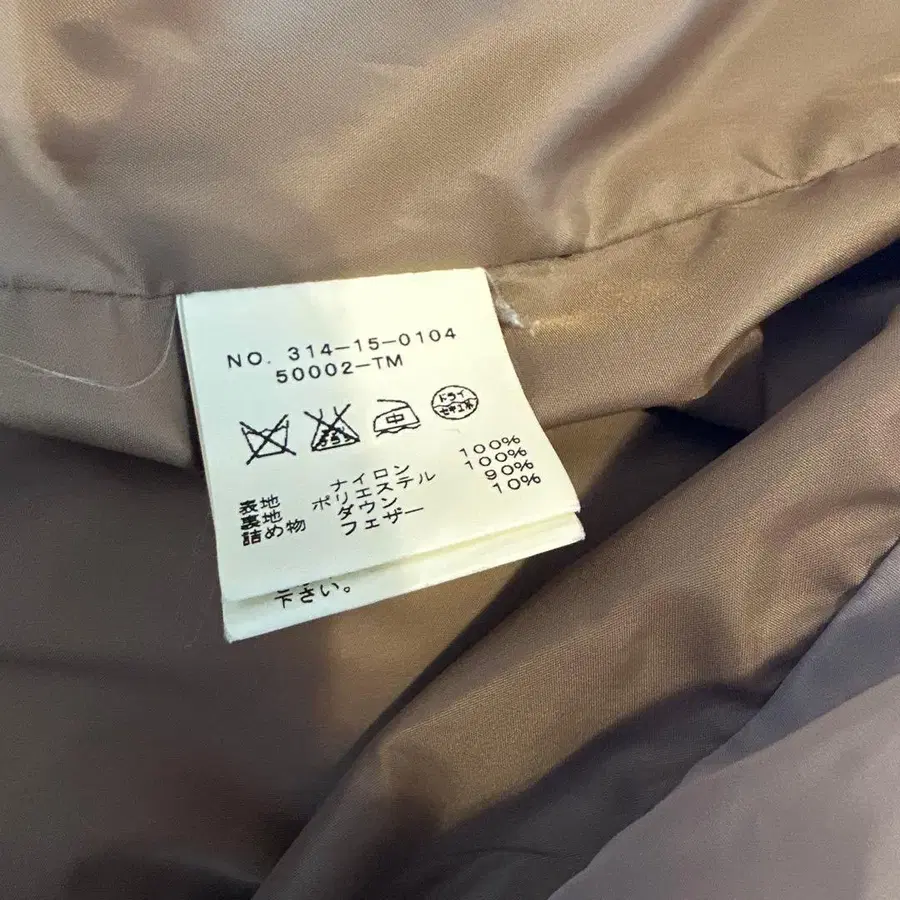 NO. 314-15-0104
50002-TM
中 ドライ
セキユ系
表地 ナイロン 100%
裏地 ポリエステル 100%
詰め物 ダウン 90%
フェザー 10%
下さい。